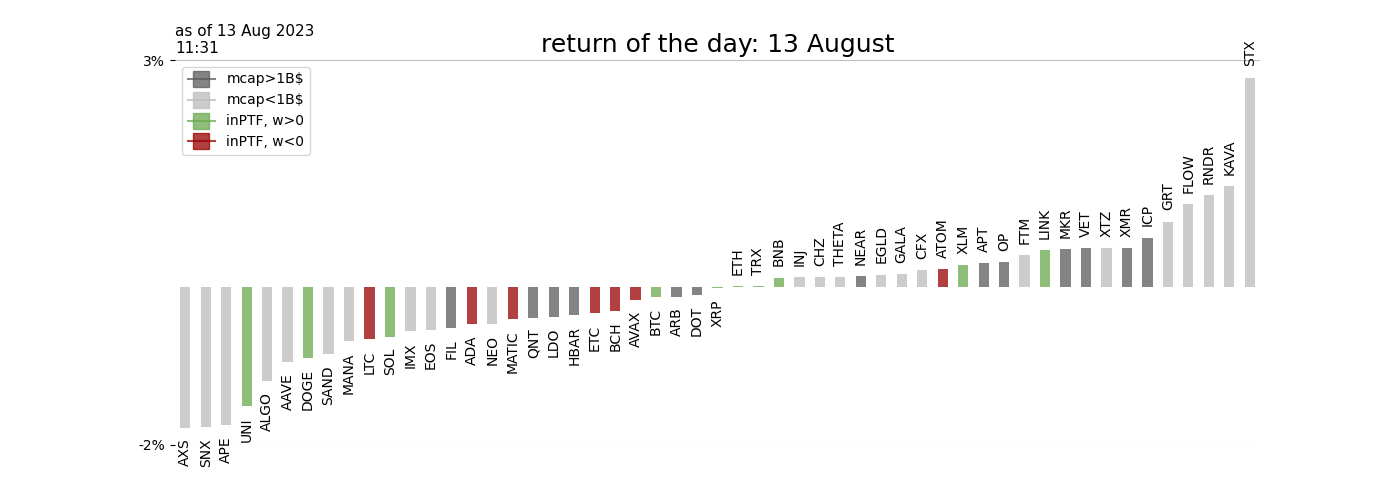 as of 13 Aug 2023
11:31
return of the day: 13 August
3%
mcap>1B$
mcap<1B$
inPTF, w>0
inPTF, w<0
-2%
AXS
SNX
APE
UNI
ALGO
AAVE
DOGE
SAND
MANA
LTC
SOL
IMX
EOS
FIL
ADA
NEO
MATIC
QNT
LDO
HBAR
ETC
BCH
AVAX
BTC
ARB
DOT
XRP
ETH
TRX
BNB
INJ
CHZ
THETA
NEAR
EGLD
GALA
CFX
ATOM
XLM
APT
OP
FTM
LINK
MKR
VET
XTZ
XMR
ICP
GRT
FLOW
RNDR
KAVA
STX